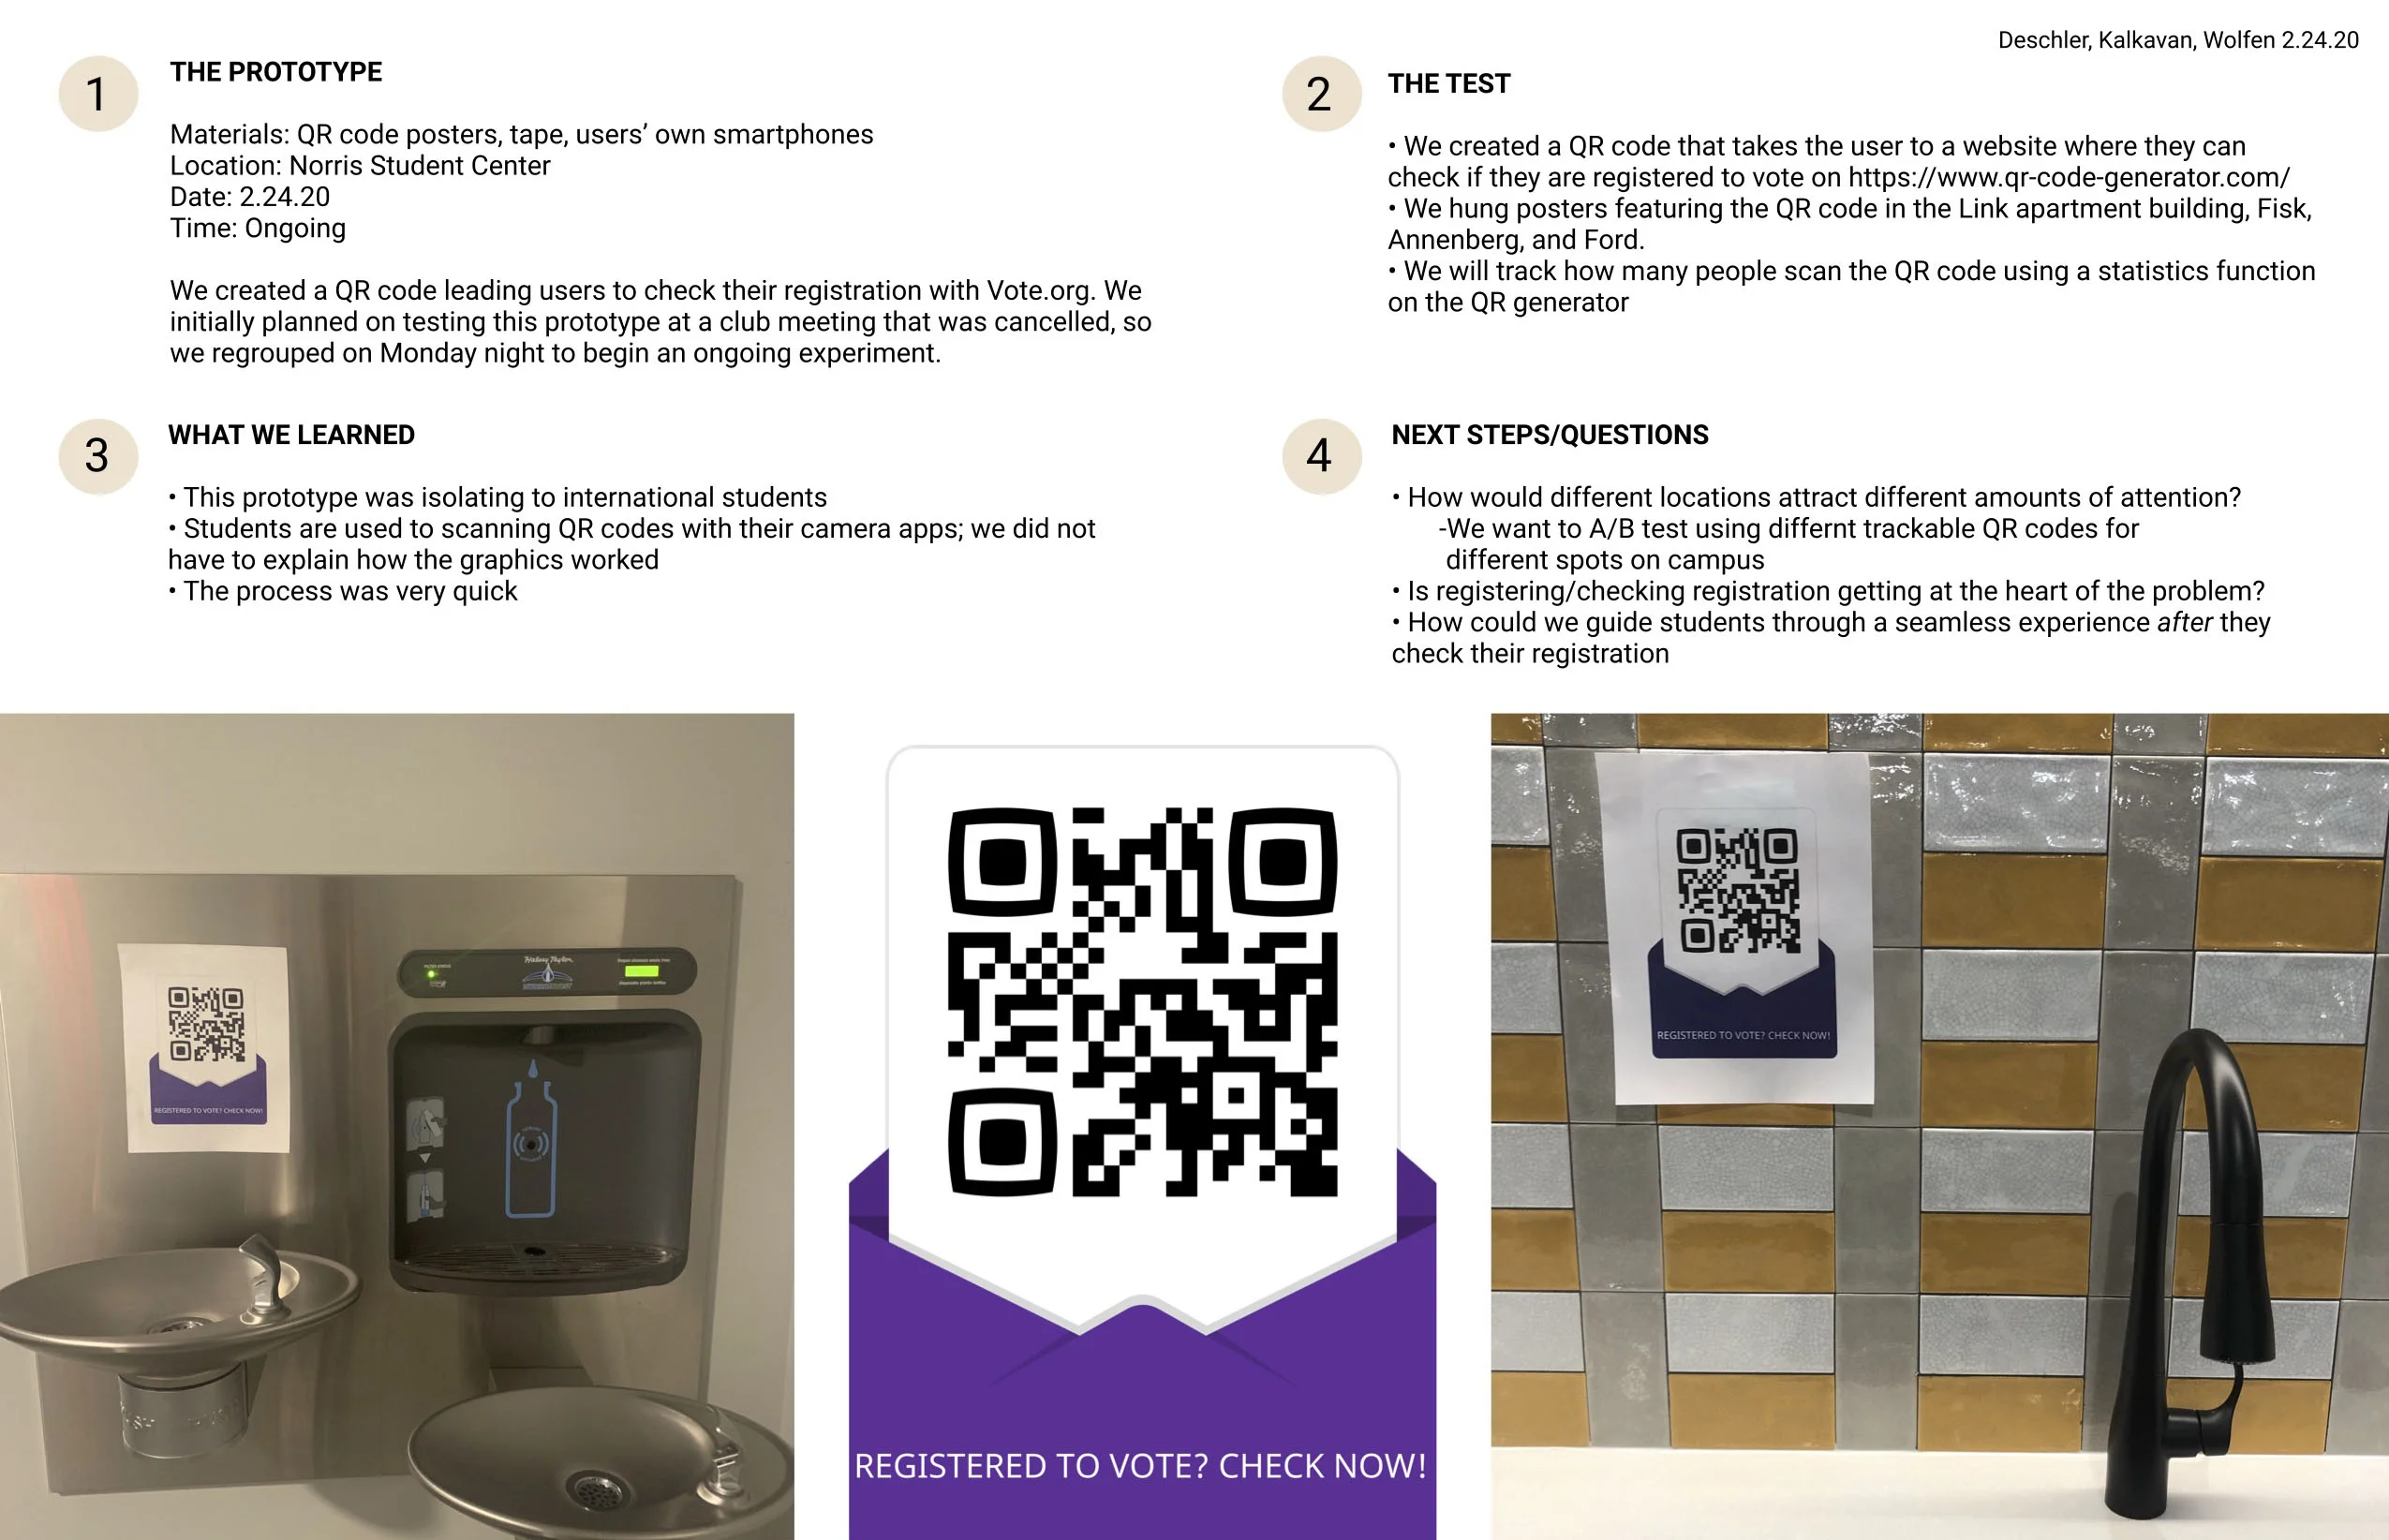 Deschler, Kalkavan, Wolfen 2.24.20
1
THE PROTOTYPE
Materials: QR code posters, tape, users’ own smartphones
Location: Norris Student Center
Date: 2.24.20
Time: Ongoing
We created a QR code leading users to check their registration with Vote.org. We
initially planned on testing this prototype at a club meeting that was cancelled, so
we regrouped on Monday night to begin an ongoing experiment.
2
THE TEST
• We created a QR code that takes the user to a website where they can
check if they are registered to vote on https://www.qr-code-generator.com/
• We hung posters featuring the QR code in the Link apartment building, Fisk,
Annenberg, and Ford.
• We will track how many people scan the QR code using a statistics function
on the QR generator
3
WHAT WE LEARNED
• This prototype was isolating to international students
• Students are used to scanning QR codes with their camera apps; we did not
have to explain how the graphics worked
• The process was very quick
4
NEXT STEPS/QUESTIONS
• How would different locations attract different amounts of attention?
-We want to A/B test using differnt trackable QR codes for
different spots on campus
• Is registering/checking registration getting at the heart of the problem?
• How could we guide students through a seamless experience after they
check their registration
REGISTERED TO VOTE? CHECK NOW!
Halsey Taylor
REGISTERED TO VOTE? CHECK NOW!
REGISTERED TO VOTE? CHECK NOW!